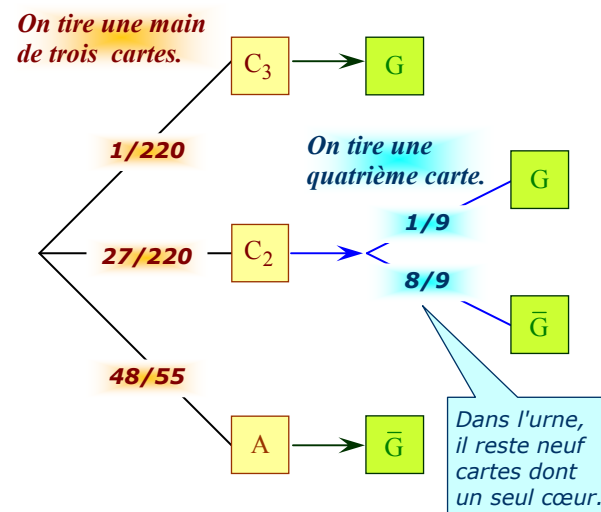 On tire une main
de trois cartes.
C3
G
1/220
On tire une
quatrième carte.
G
1/9
27/220
C2
8/9
G̅
48/55
A
G̅
Dans l'urne,
il reste neuf
cartes dont
un seul cœur.